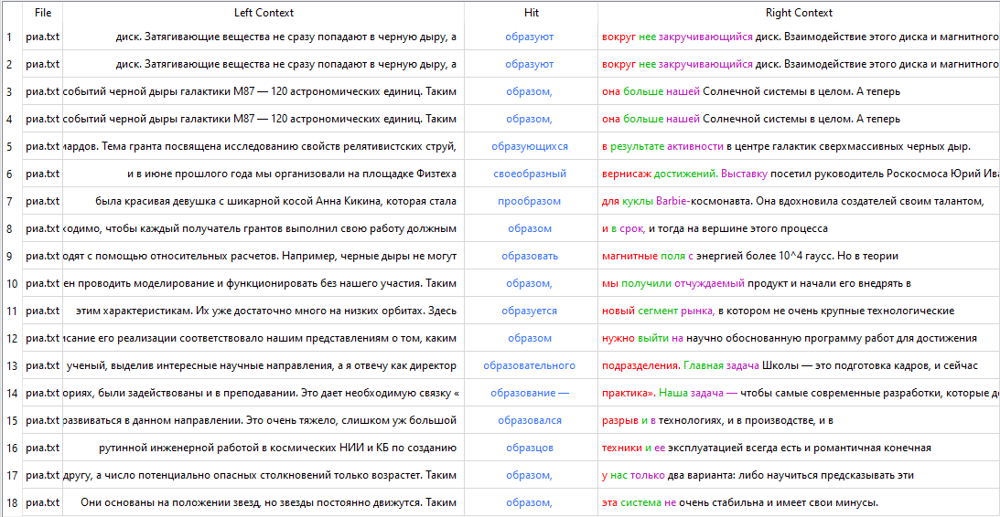 File Left Context Hit Right Context
1 риа.txt диск. Затягивающие вещества не сразу попадают в черную дыру, а образуют вокруг нее закручивающийся диск. Взаимодействие этого диска и магнитного
2 риа.txt диск. Затягивающие вещества не сразу попадают в черную дыру, а образуют вокруг нее закручивающийся диск. Взаимодействие этого диска и магнитного
3 риа.txt событий черной дыры галактики M87 — 120 астрономических единиц. Таким образом, она больше нашей Солнечной системы в целом. А теперь
4 риа.txt событий черной дыры галактики M87 — 120 астрономических единиц. Таким образом, она больше нашей Солнечной системы в целом. А теперь
5 риа.txt Тема гранта посвящена исследованию свойств релятивистских струй, образующихся в результате активности в центре галактик сверхмассивных черных дыр.
6 риа.txt и в июне прошлого года мы организовали на площадке Физтеха своеобразный вернисаж достижений. Выставку посетил руководитель Роскосмоса Юрий Ива
7 риа.txt была красивая девушка с шикарной косой Анна Кикина, которая стала прообразом для куклы Barbie-космонавта. Она вдохновила создателей своим талантом,
8 риа.txt ходимо, чтобы каждый получатель грантов выполнил свою работу должным образом и в срок, и тогда на вершине этого процесса
9 риа.txt одят с помощью относительных расчетов. Например, черные дыры не могут образовать магнитные поля с энергией более 10^4 гаусс. Но в теории
10 риа.txt ен проводить моделирование и функционировать без нашего участия. Таким образом, мы получили отчуждаемый продукт и начали его внедрять в
11 риа.txt этим характеристикам. Их уже достаточно много на низких орбитах. Здесь образуется новый сегмент рынка, в котором не очень крупные технологические
12 риа.txt исание его реализации соответствовало нашим представлениям о том, каким образом нужно выйти на научно обоснованную программу работ для достижения
13 риа.txt ученый, выделив интересные научные направления, а я отвечу как директор образовательного подразделения. Главная задача Школы — это подготовка кадров, и сейчас
14 риа.txt ориях, были задействованы и в преподавании. Это дает необходимую связку « образование — практика». Наша задача — чтобы самые современные разработки, которые де
15 риа.txt развиваться в данном направлении. Это очень тяжело, слишком уж большой образовался разрыв и в технологиях, и в производстве, и в
16 риа.txt рутинной инженерной работой в космических НИИ и КБ по созданию образцов техники и ее эксплуатацией всегда есть и романтичная конечная
17 риа.txt другу, а число потенциально опасных столкновений только возрастет. Таким образом, у нас только два варианта: либо научиться предсказывать эти
18 риа.txt Они основаны на положении звезд, но звезды постоянно движутся. Таким образом, эта система не очень стабильна и имеет свои минусы.